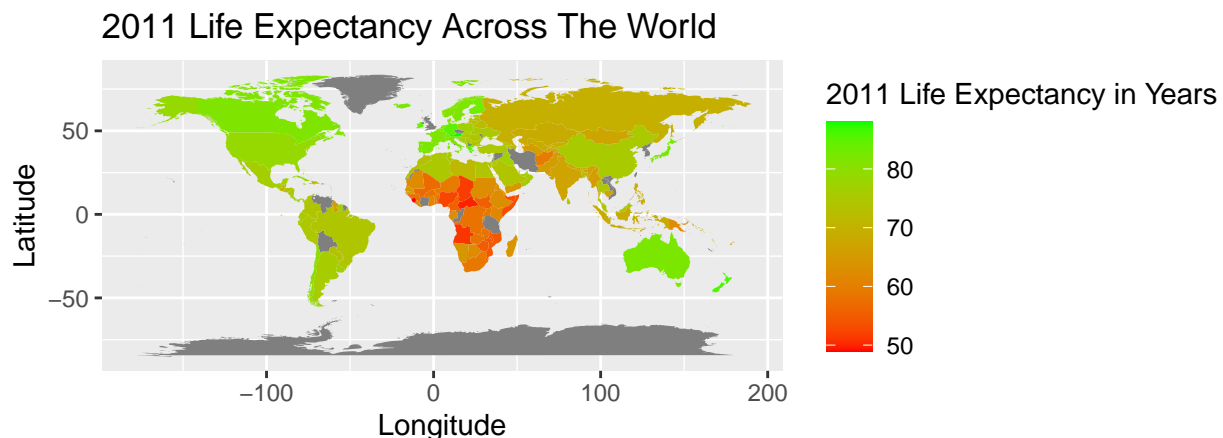 2011 Life Expectancy Across The World
Latitude
50
0
−50
−100
0
100
200
Longitude
2011 Life Expectancy in Years
80
70
60
50